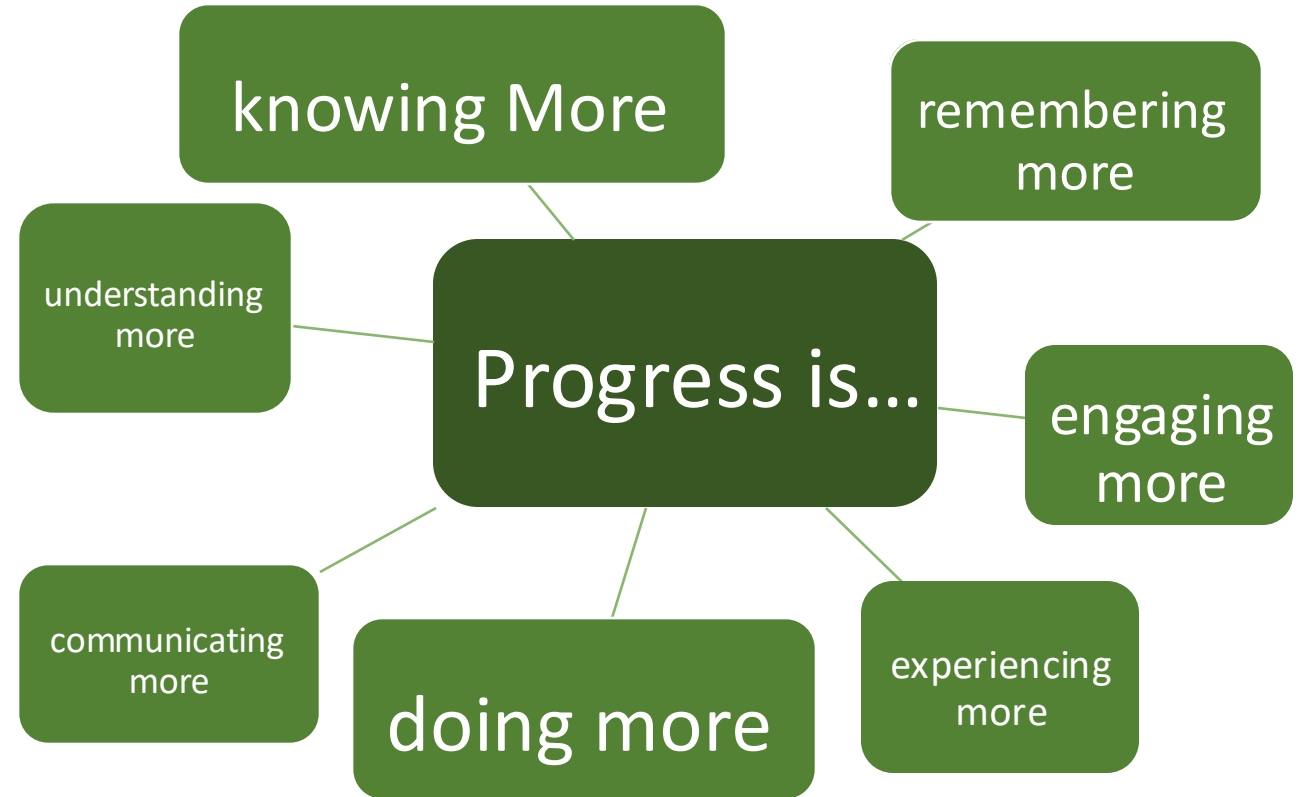 knowing More
remembering
more
understanding
more
Progress is...
engaging
more
communicating
more
experiencing
more
doing more